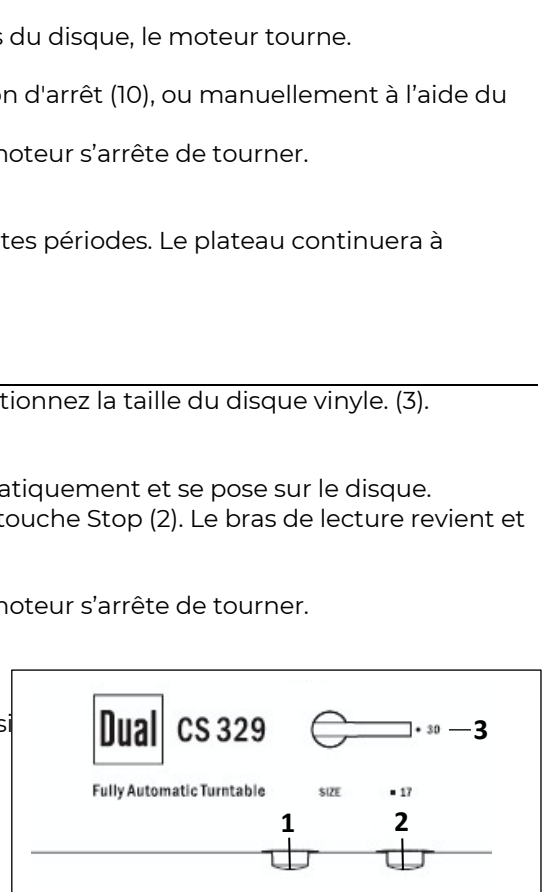 s du disque, le moteur tourne.
n d'arrêt (10), ou manuellement à l’aide du
moteur s’arrête de tourner.
tes périodes. Le plateau continuera à
tionnez la taille du disque vinyle. (3).
atiquement et se pose sur le disque.
touche Stop (2). Le bras de lecture revient et
moteur s’arrête de tourner.
si
Dual CS 329 • 30 3
Fully Automatic Turntable SIZE ▪ 17
1 2